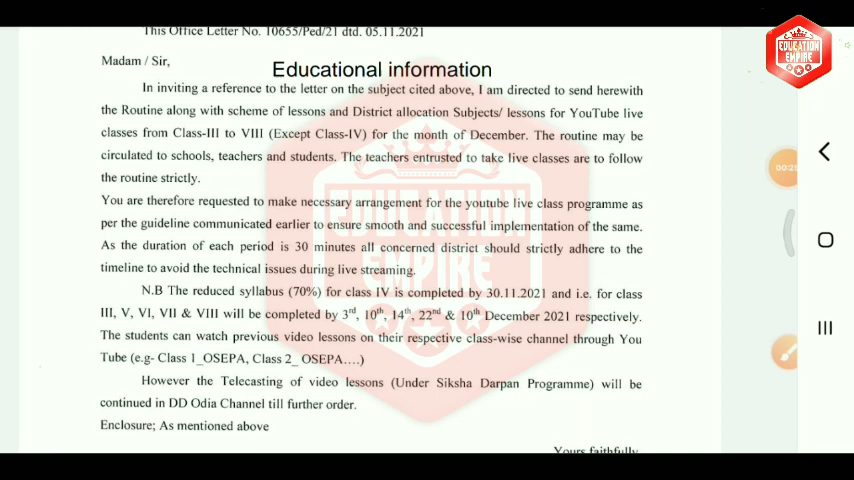 This Office Letter No. 10655/Ped/21 dtd. 05.11.2021
EDUCATION
EMPIRE
Madam / Sir,
Educational information
In inviting a reference to the letter on the subject cited above, I am directed to send herewith
the Routine along with scheme of lessons and District allocation Subjects/ lessons for YouTube live
classes from Class-III to VIII (Except Class-IV) for the month of December. The routine may be
circulated to schools, teachers and students. The teachers entrusted to take live classes are to follow
the routine strictly.
You are therefore requested to make necessary arrangement for the youtube live class programme as
per the guideline communicated earlier to ensure smooth and successful implementation of the same.
As the duration of each period is 30 minutes all concerned district should strictly adhere to the
timeline to avoid the technical issues during live streaming.
N.B The reduced syllabus (70%) for class IV is completed by 30.11.2021 and i.e. for class
III, V, VI, VII & VIII will be completed by 3rd, 10th, 14th, 22nd & 10th December 2021 respectively.
The students can watch previous video lessons on their respective class-wise channel through You
Tube (e.g- Class 1_OSEPA, Class 2_ OSEPA....)
However the Telecasting of video lessons (Under Siksha Darpan Programme) will be
continued in DD Odia Channel till further order.
Enclosure; As mentioned above
Yours faithfully
EDUCATION
EMPIRE